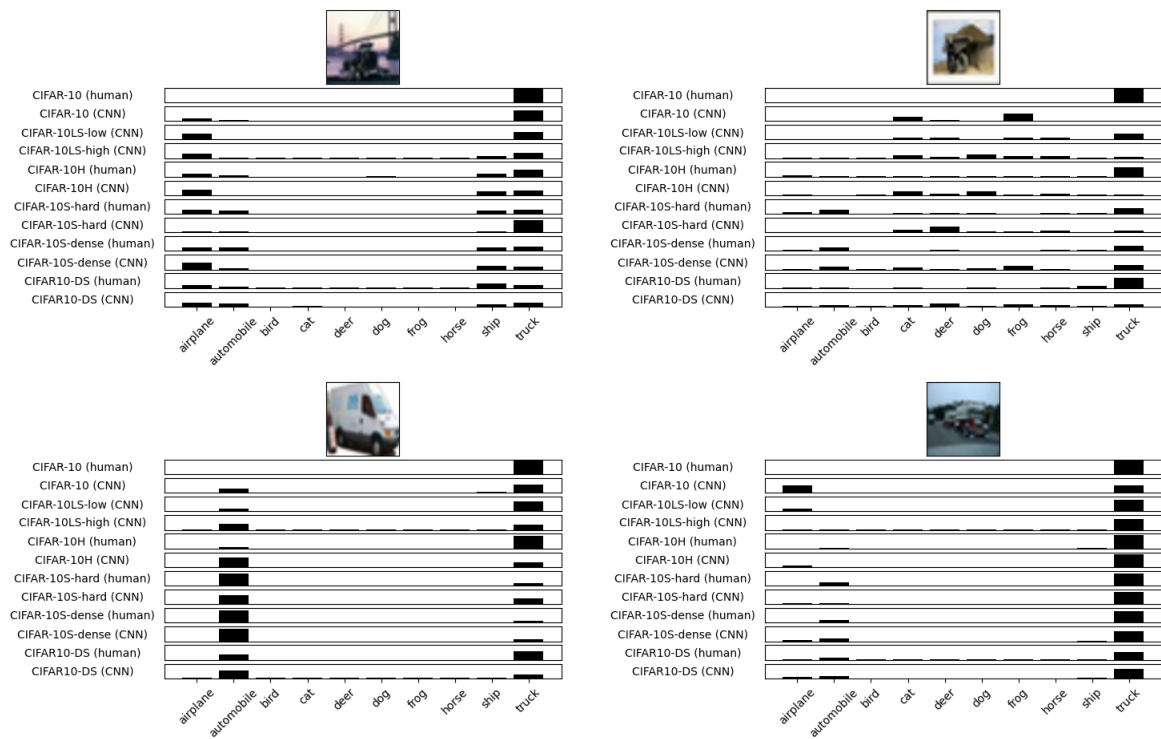 CIFAR-10 (human)
CIFAR-10 (CNN)
CIFAR-10LS-low (CNN)
CIFAR-10LS-high (CNN)
CIFAR-10H (human)
CIFAR-10H (CNN)
CIFAR-10S-hard (human)
CIFAR-10S-hard (CNN)
CIFAR-10S-dense (human)
CIFAR-10S-dense (CNN)
CIFAR10-DS (human)
CIFAR10-DS (CNN)
airplane
automobile
bird
cat
deer
dog
frog
horse
ship
truck
CIFAR-10 (human)
CIFAR-10 (CNN)
CIFAR-10LS-low (CNN)
CIFAR-10LS-high (CNN)
CIFAR-10H (human)
CIFAR-10H (CNN)
CIFAR-10S-hard (human)
CIFAR-10S-hard (CNN)
CIFAR-10S-dense (human)
CIFAR-10S-dense (CNN)
CIFAR10-DS (human)
CIFAR10-DS (CNN)
airplane
automobile
bird
cat
deer
dog
frog
horse
ship
truck
CIFAR-10 (human)
CIFAR-10 (CNN)
CIFAR-10LS-low (CNN)
CIFAR-10LS-high (CNN)
CIFAR-10H (human)
CIFAR-10H (CNN)
CIFAR-10S-hard (human)
CIFAR-10S-hard (CNN)
CIFAR-10S-dense (human)
CIFAR-10S-dense (CNN)
CIFAR10-DS (human)
CIFAR10-DS (CNN)
airplane
automobile
bird
cat
deer
dog
frog
horse
ship
truck
CIFAR-10 (human)
CIFAR-10 (CNN)
CIFAR-10LS-low (CNN)
CIFAR-10LS-high (CNN)
CIFAR-10H (human)
CIFAR-10H (CNN)
CIFAR-10S-hard (human)
CIFAR-10S-hard (CNN)
CIFAR-10S-dense (human)
CIFAR-10S-dense (CNN)
CIFAR10-DS (human)
CIFAR10-DS (CNN)
airplane
automobile
bird
cat
deer
dog
frog
horse
ship
truck